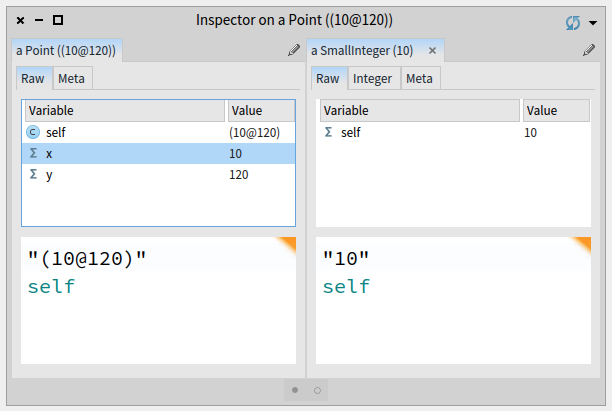 Inspector on a Point ((10@120))
a Point ((10@120))
Raw Meta
Variable Value
self (10@120)
x 10
y 120
"(10@120)"
self
a SmallInteger (10)
Raw Integer Meta
Variable Value
self 10
"10"
self